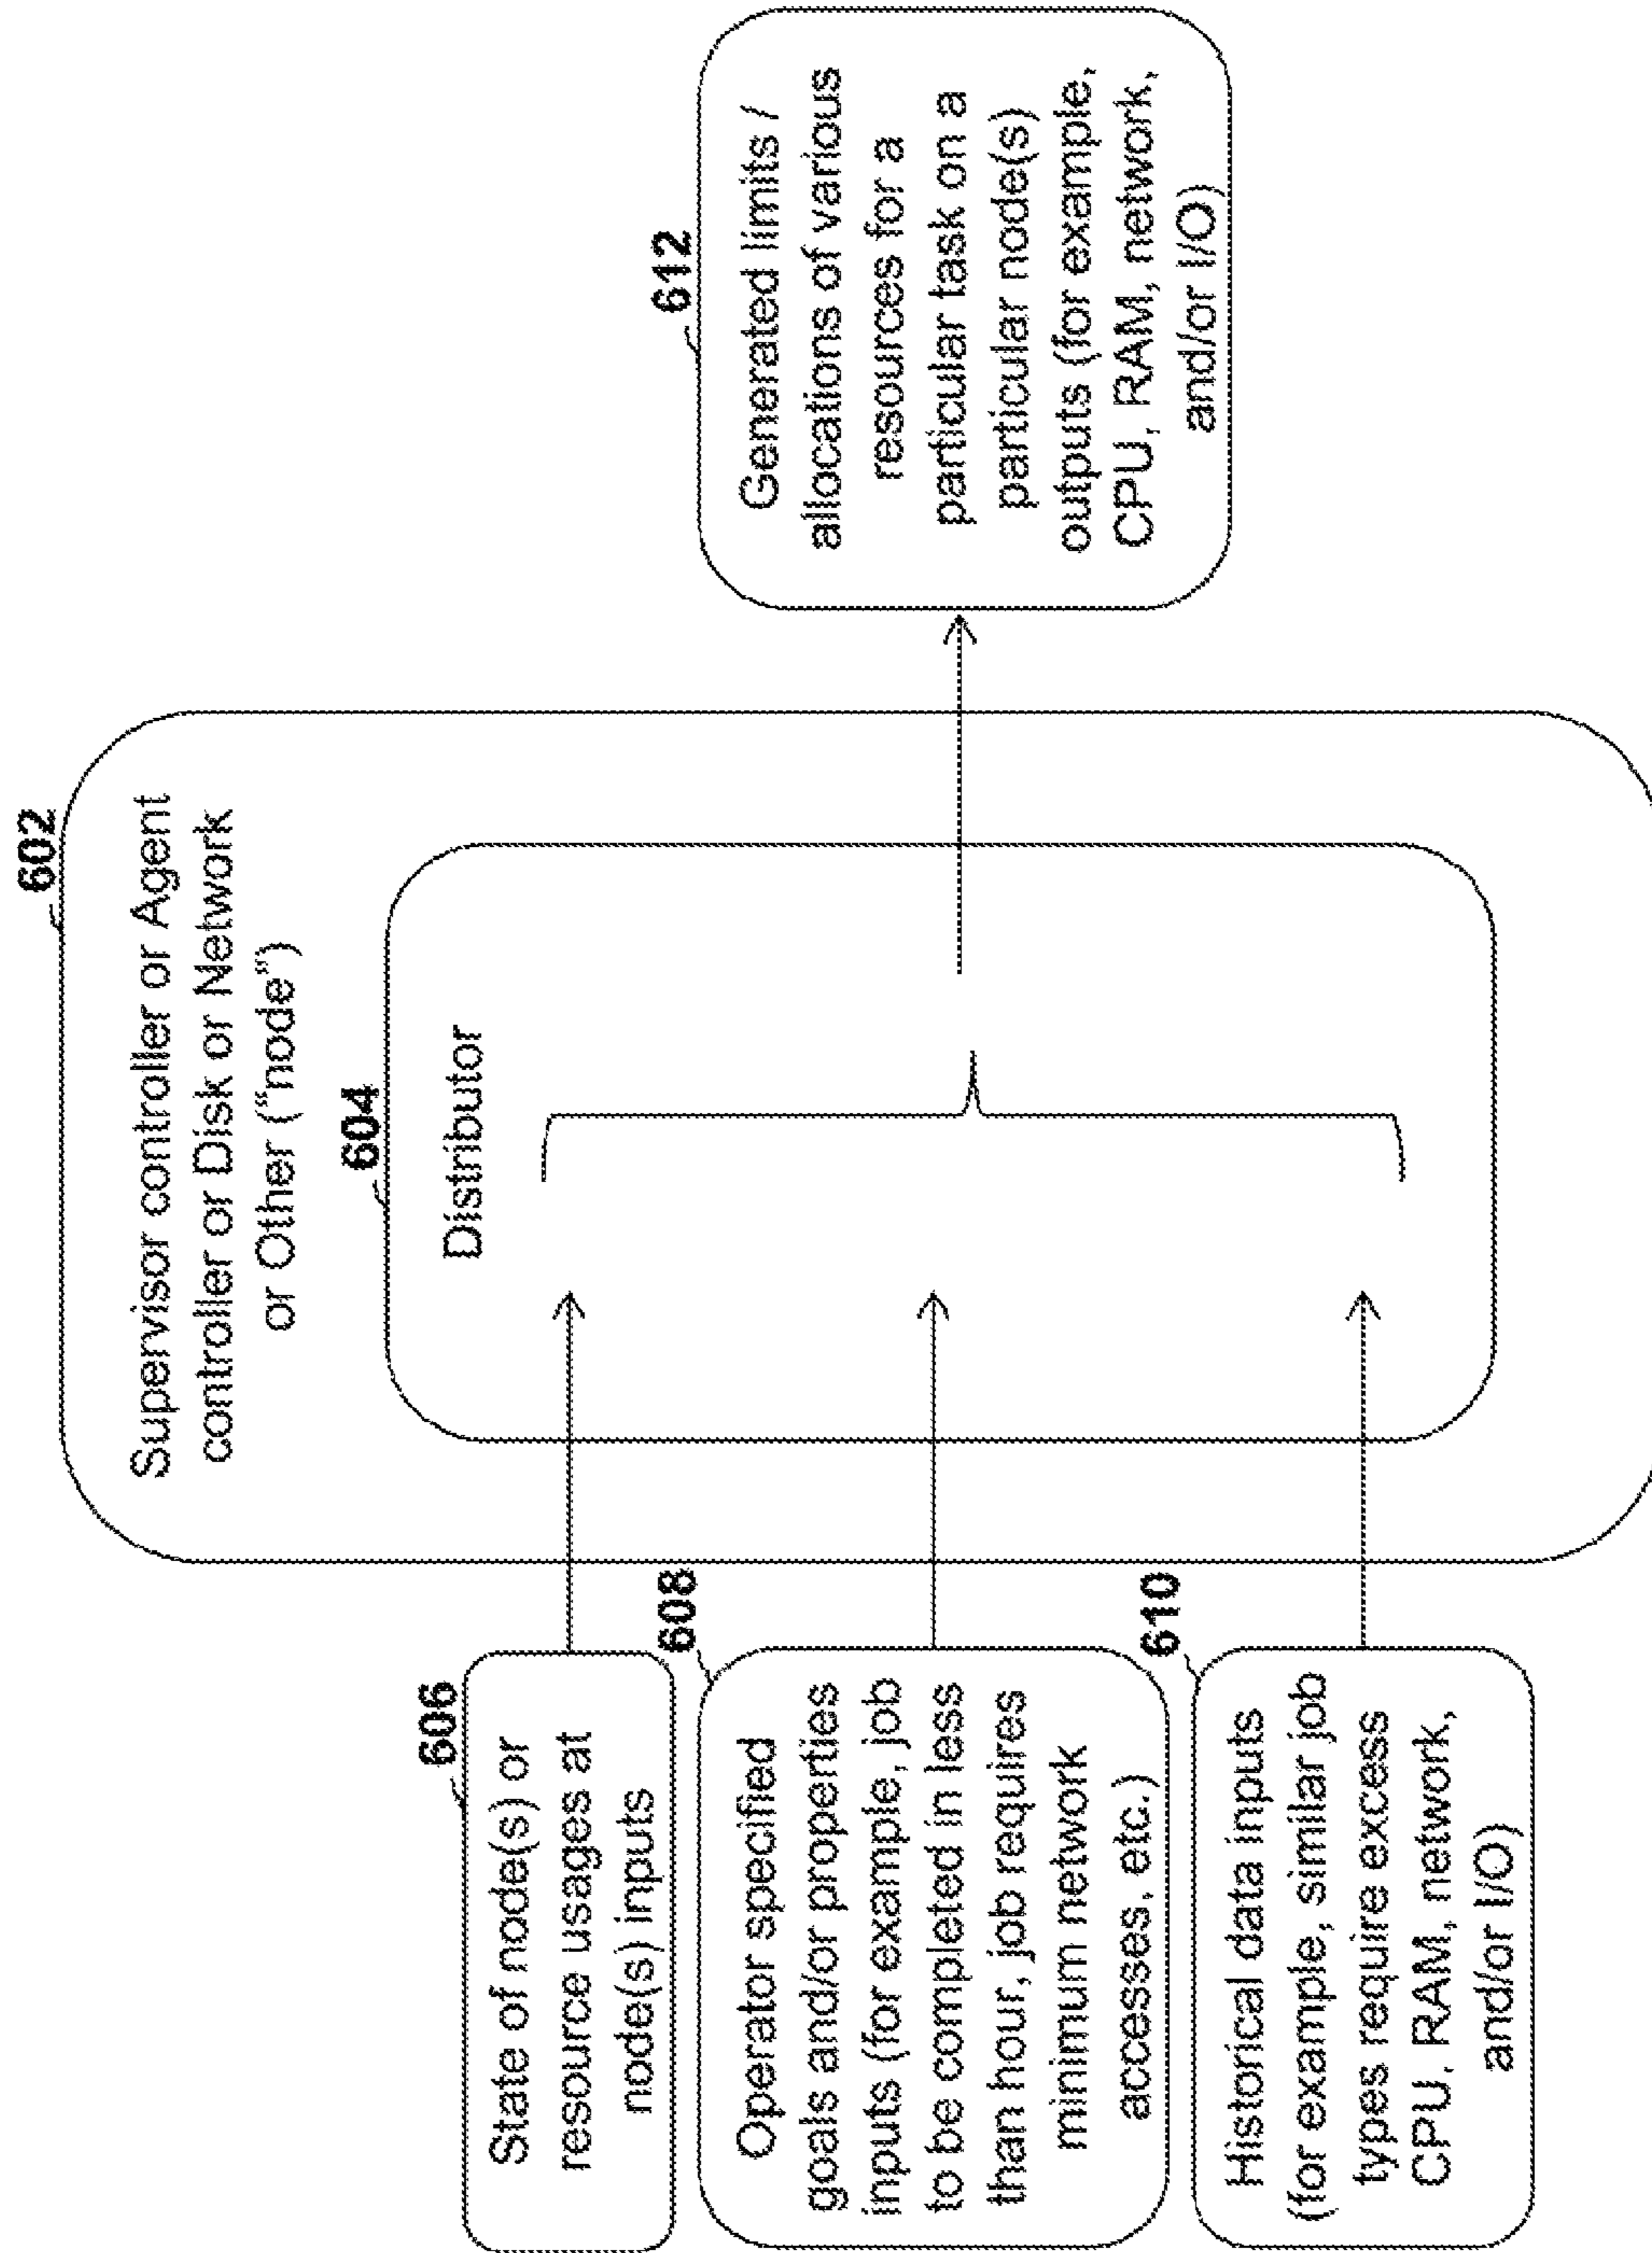 602
Supervisor controller or Agent
controller or Disk or Network
or Other ("node")
604
Distributor
606
State of node(s) or
resource usages at
node(s) inputs
608
Operator specified
goals and/or properties
inputs (for example, job
to be completed in less
than hour, job requires
minimum network
accesses, etc.)
610
Historical data inputs
(for example, similar job
types require excess
CPU, RAM, network,
and/or I/O)
612
Generated limits /
allocations of various
resources for a
particular task on a
particular node(s)
outputs (for example,
CPU, RAM, network,
and/or I/O)